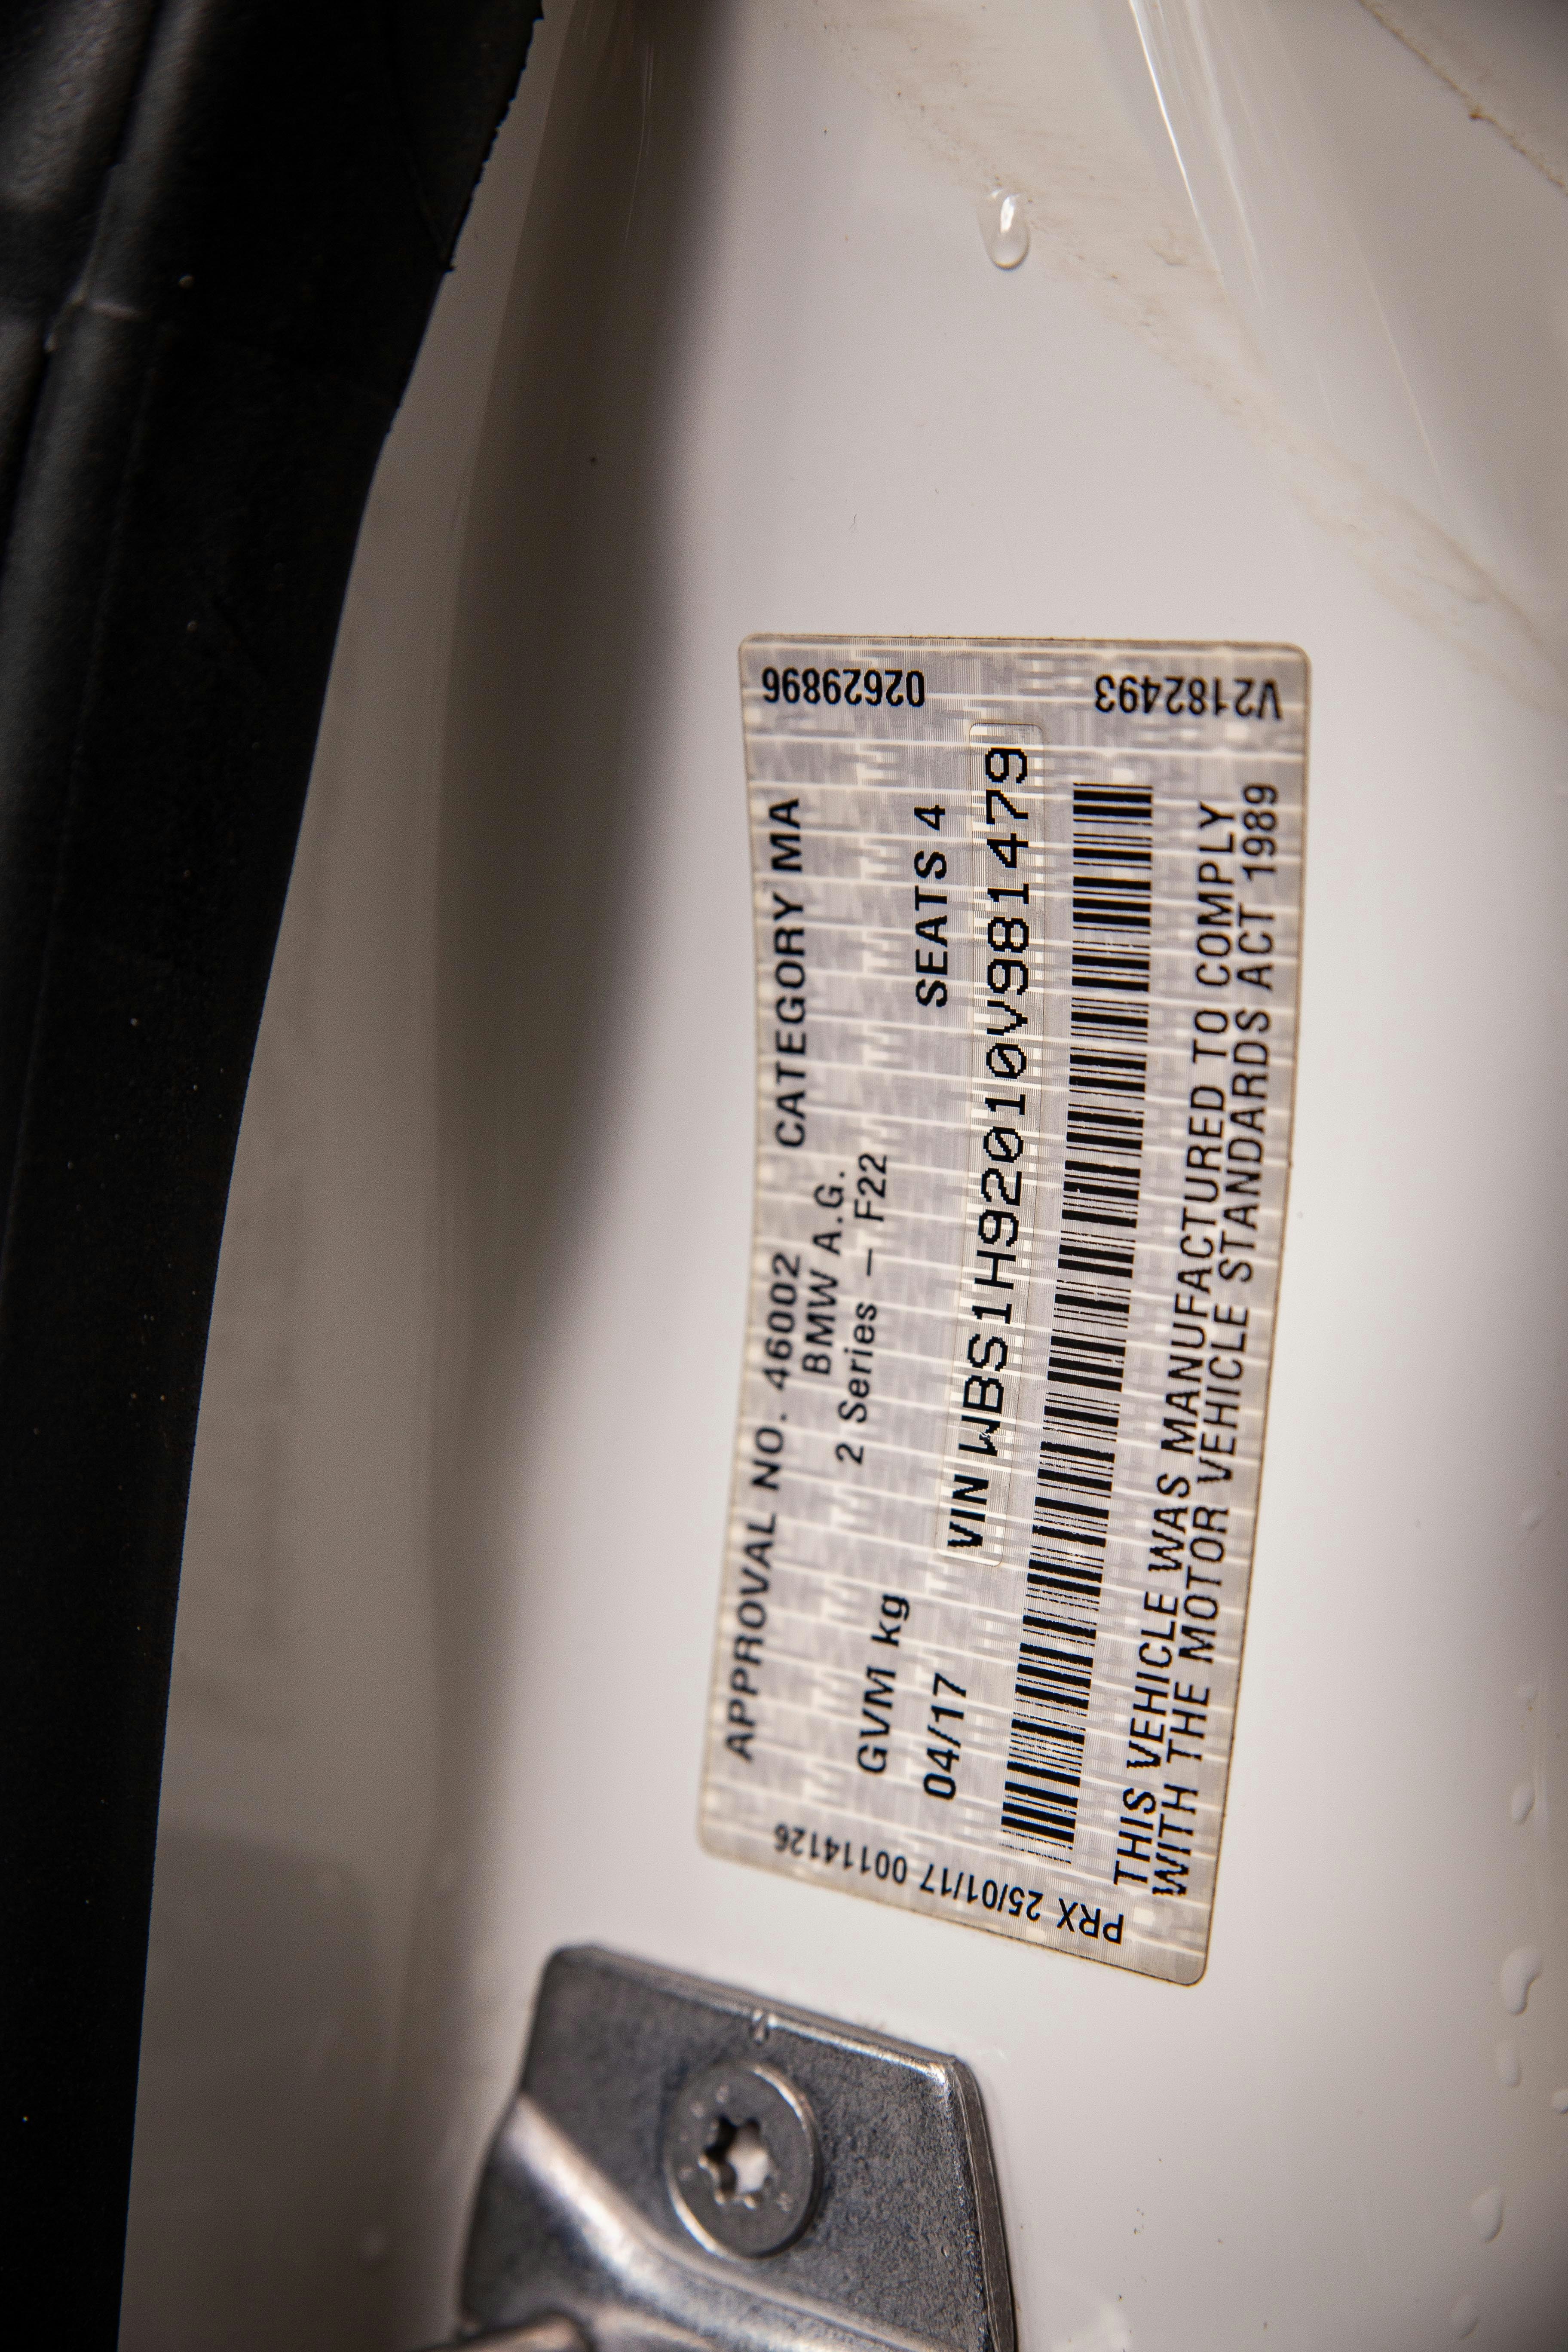 APPROVAL NO. 46002 CATEGORY MA
BMW A.G.
2 Series - F22
GVM kg
04/17 SEATS 4
VIN WBS1H92010V981479
THIS VEHICLE WAS MANUFACTURED TO COMPLY
WITH THE MOTOR VEHICLE STANDARDS ACT 1989
PRX 25/01/17 00114126
02629896
V2182493